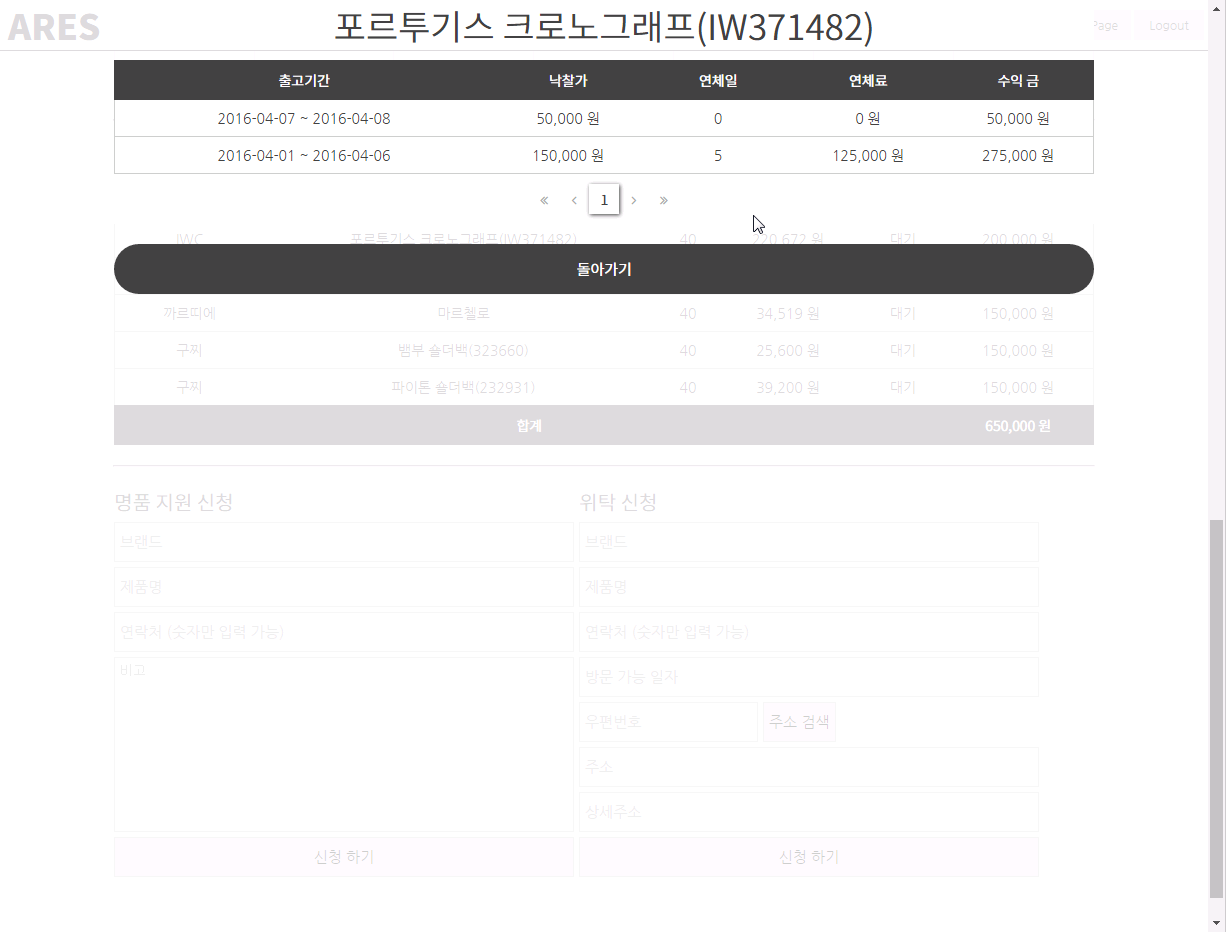 ARES 포르투기스 크로노그래프(IW371482) Page Logout
출고기간 낙찰가 연체일 연체료 수익 금
2016-04-07 ~ 2016-04-08 50,000 원 0 0 원 50,000 원
2016-04-01 ~ 2016-04-06 150,000 원 5 125,000 원 275,000 원
« ‹ 1 › »
IWC 포르투기스 크로노그래프(IW371482) 40 220,672 원 대기 200,000 원
돌아가기
까르띠에 마르첼로 40 34,519 원 대기 150,000 원
구찌 뱀부 숄더백(323660) 40 25,600 원 대기 150,000 원
구찌 파이톤 숄더백(232931) 40 39,200 원 대기 150,000 원
합계 650,000 원
명품 지원 신청 위탁 신청
브랜드 브랜드
제품명 제품명
연락처 (숫자만 입력 가능) 연락처 (숫자만 입력 가능)
비고 방문 가능 일자
우편번호 주소 검색
주소
상세주소
신청 하기 신청 하기